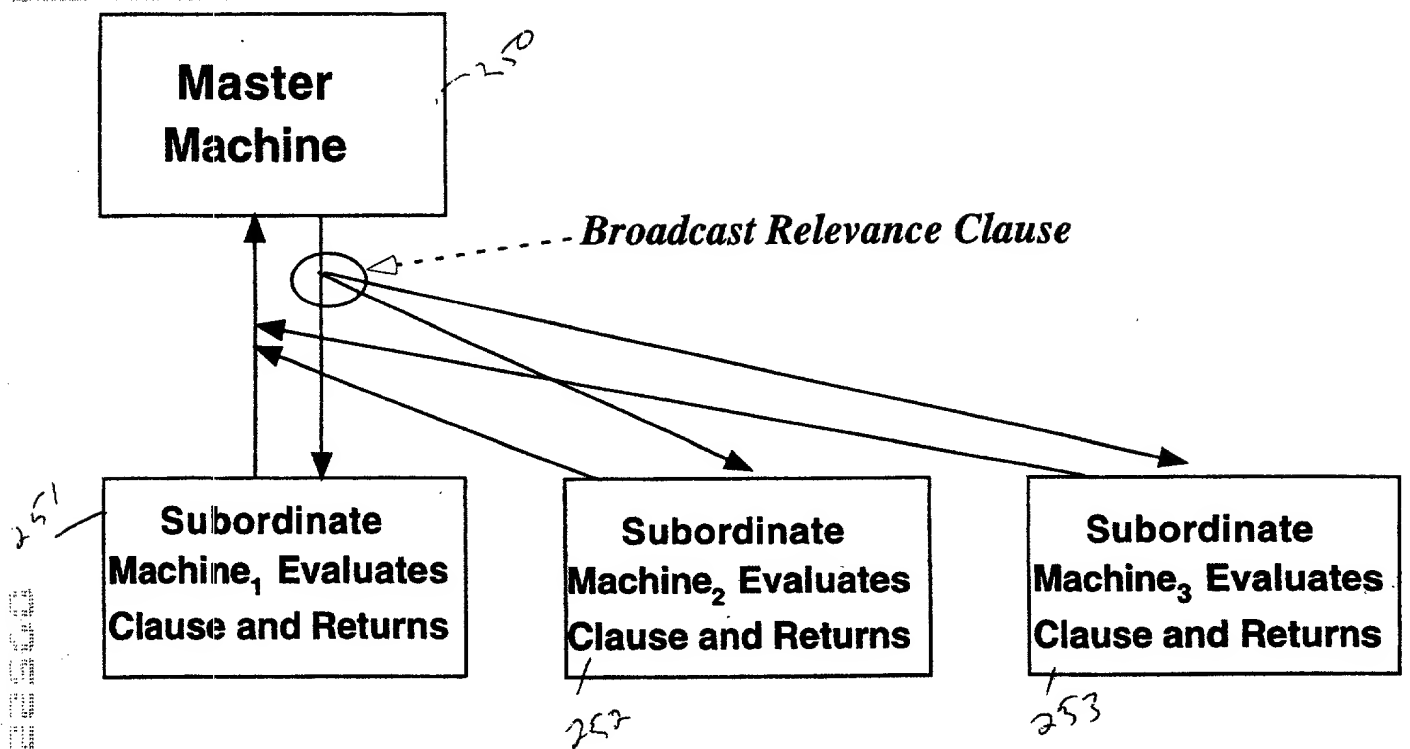 Master
Machine
250
Broadcast Relevance Clause
251
Subordinate
Machine₁ Evaluates
Clause and Returns
Subordinate
Machine₂ Evaluates
Clause and Returns
Subordinate
Machine₃ Evaluates
Clause and Returns
252
253